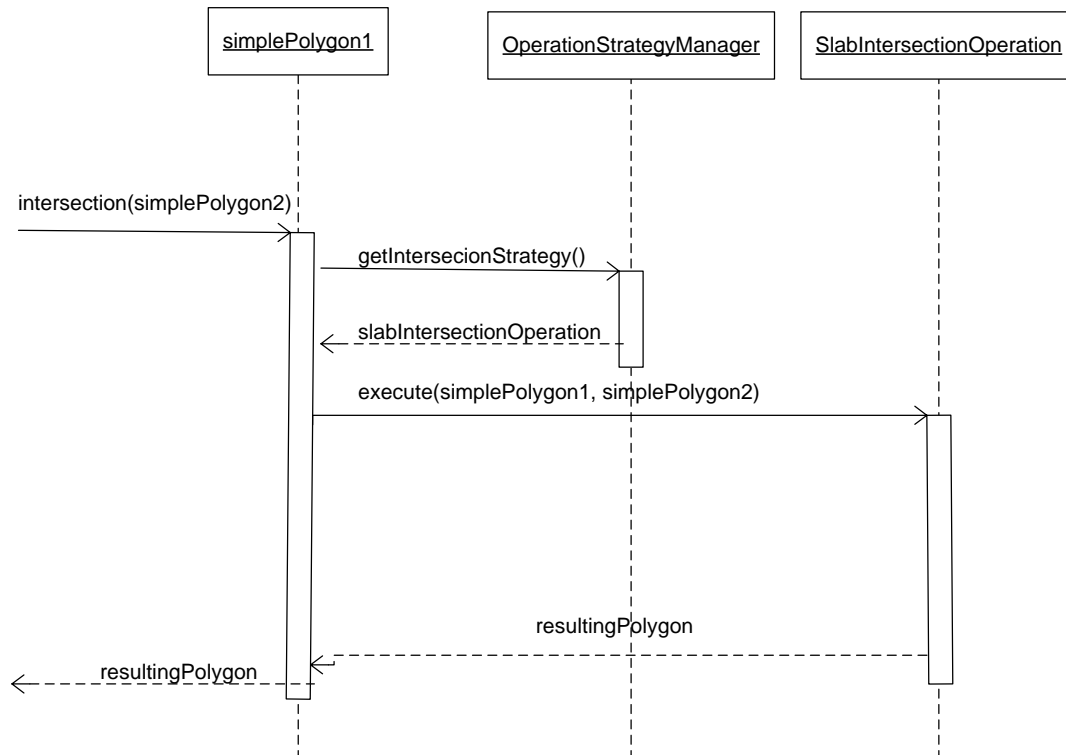 simplePolygon1
OperationStrategyManager
SlabIntersectionOperation
intersection(simplePolygon2)
getIntersecionStrategy()
slabIntersectionOperation
execute(simplePolygon1, simplePolygon2)
resultingPolygon
resultingPolygon